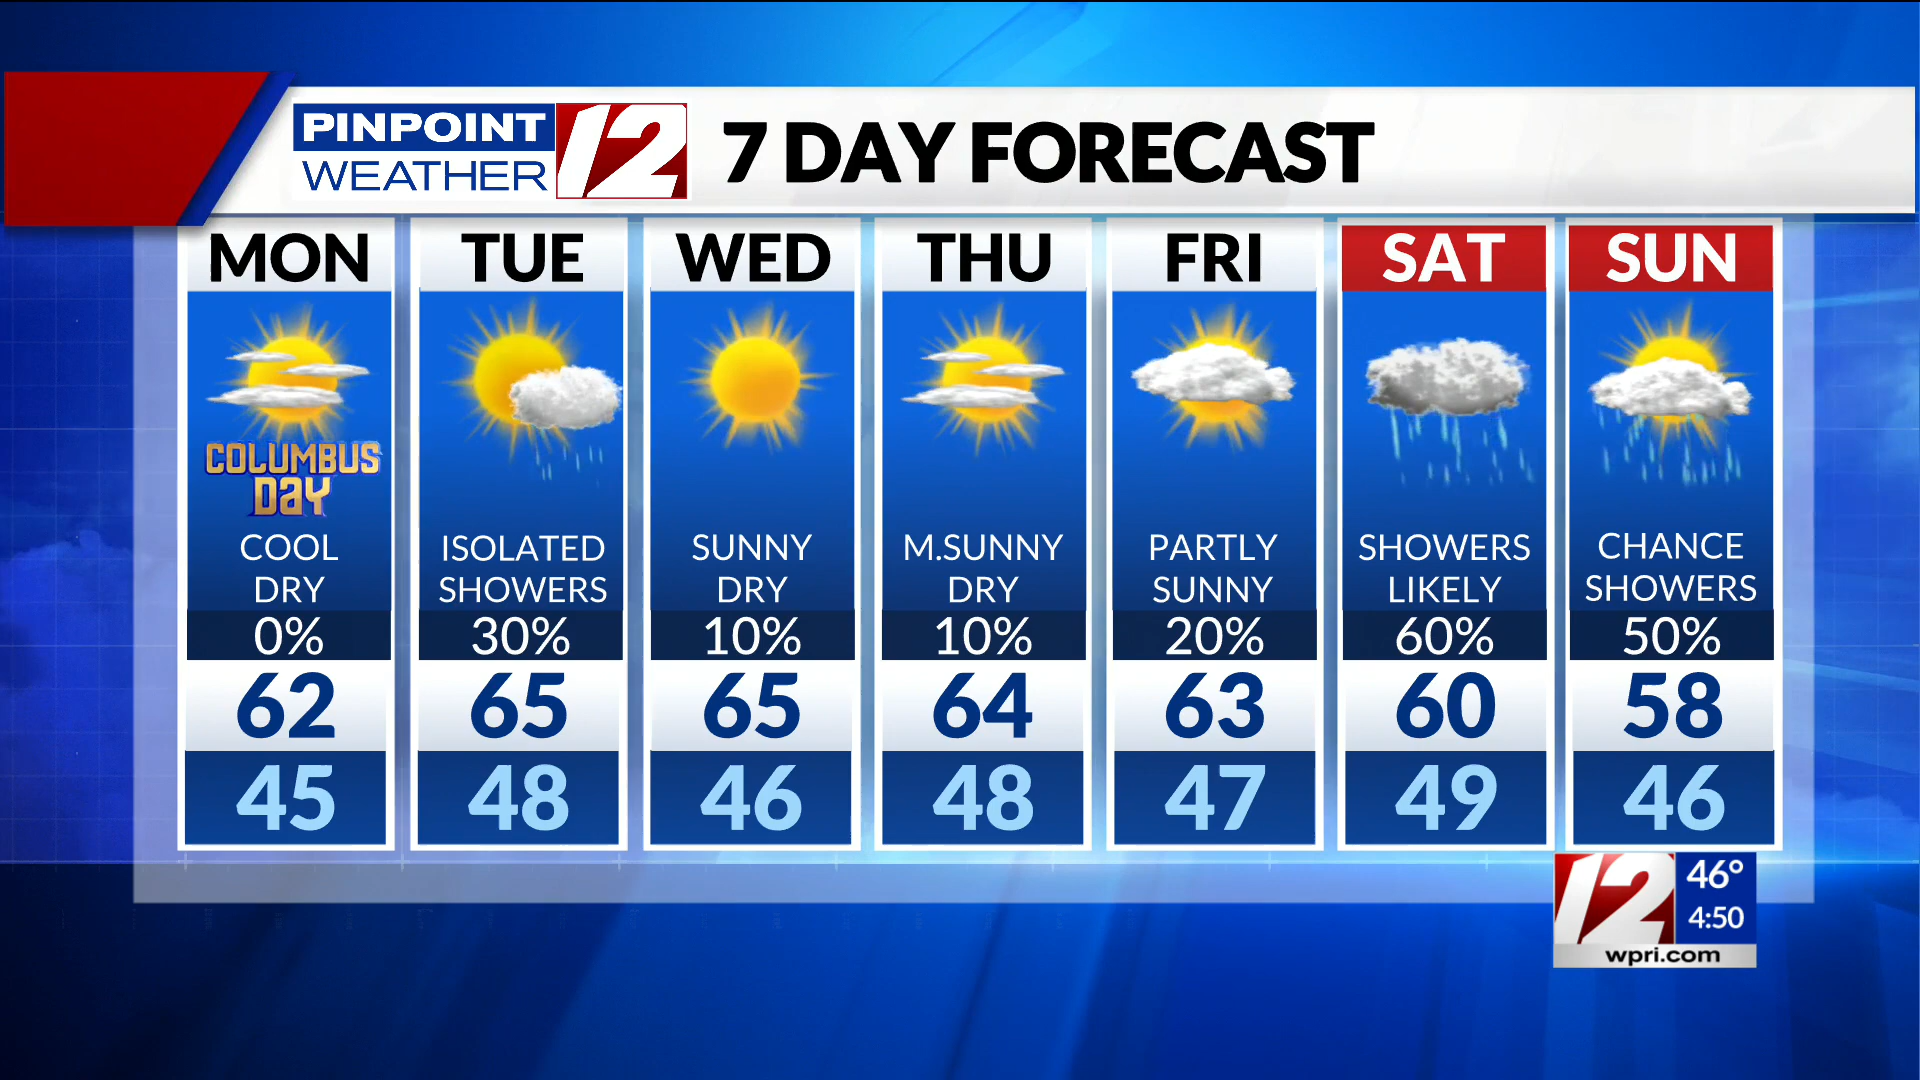 PINPOINT
WEATHER
12
7 DAY FORECAST
MON
COLUMBUS
DAY
COOL
DRY
0%
62
45
TUE
ISOLATED
SHOWERS
30%
65
48
WED
SUNNY
DRY
10%
65
46
THU
M.SUNNY
DRY
10%
64
48
FRI
PARTLY
SUNNY
20%
63
47
SAT
SHOWERS
LIKELY
60%
60
49
SUN
CHANCE
SHOWERS
50%
58
46
12
46°
4:50
wpri.com